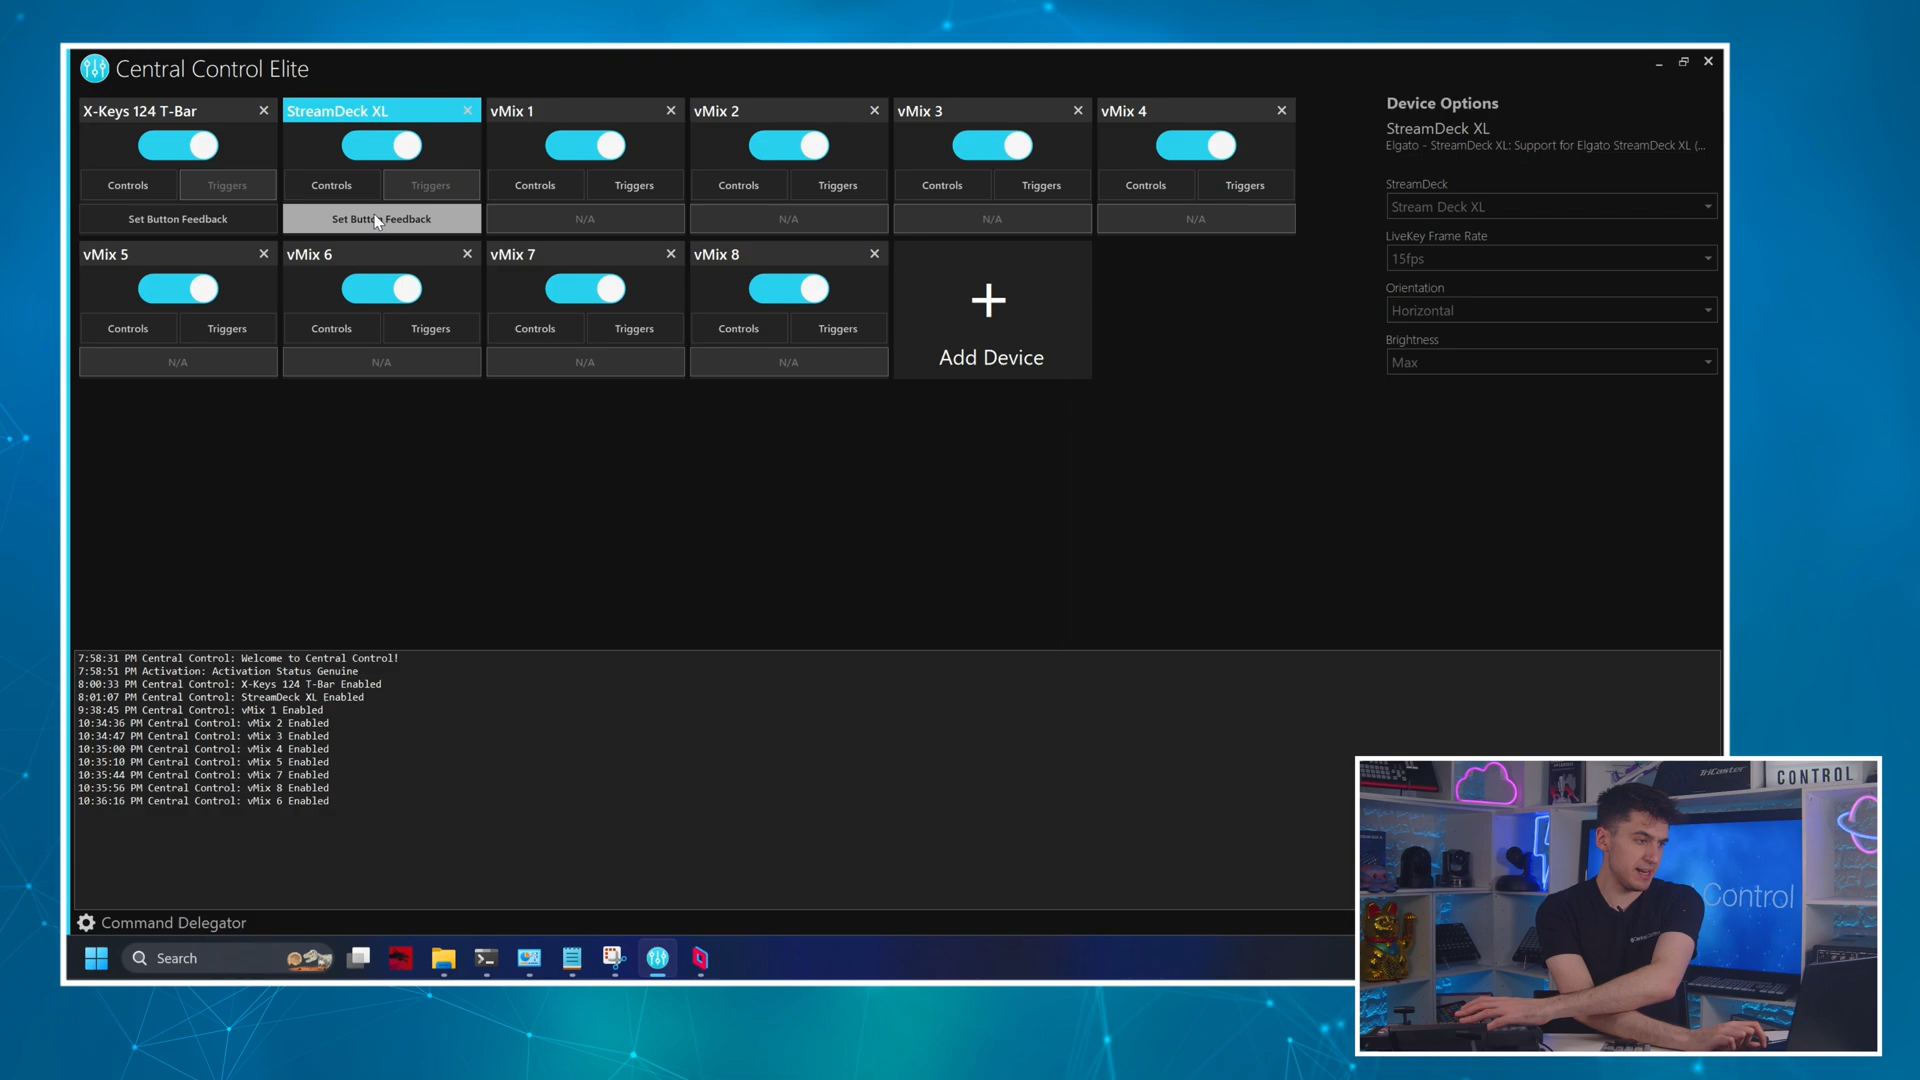 Central Control Elite
X-Keys 124 T-Bar
StreamDeck XL
vMix 1
vMix 2
vMix 3
vMix 4
Controls
Triggers
Controls
Triggers
Controls
Triggers
Controls
Triggers
Controls
Triggers
Controls
Triggers
Set Button Feedback
Set Button Feedback
N/A
N/A
N/A
N/A
vMix 5
vMix 6
vMix 7
vMix 8
Controls
Triggers
Controls
Triggers
Controls
Triggers
Controls
Triggers
N/A
N/A
N/A
N/A
Add Device
Device Options
StreamDeck XL
Elgato - StreamDeck XL: Support for Elgato StreamDeck XL (...
StreamDeck
Stream Deck XL
LiveKey Frame Rate
15fps
Orientation
Horizontal
Brightness
Max
7:58:31 PM Central Control: Welcome to Central Control!
7:58:51 PM Activation: Activation Status Genuine
8:00:33 PM Central Control: X-Keys 124 T-Bar Enabled
8:01:07 PM Central Control: StreamDeck XL Enabled
9:38:45 PM Central Control: vMix 1 Enabled
10:34:36 PM Central Control: vMix 2 Enabled
10:34:47 PM Central Control: vMix 3 Enabled
10:35:00 PM Central Control: vMix 4 Enabled
10:35:10 PM Central Control: vMix 5 Enabled
10:35:44 PM Central Control: vMix 7 Enabled
10:35:56 PM Central Control: vMix 8 Enabled
10:36:16 PM Central Control: vMix 6 Enabled
Command Delegator
Search
TriCaster
CONTROL
Control